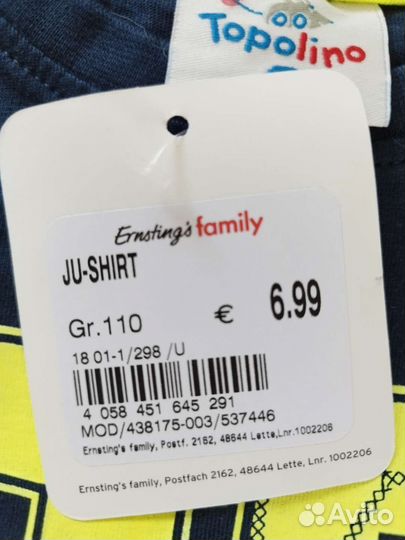 Topolino
Ernsting's family
JU-SHIRT
Gr.110 € 6.99
18 01-1/298 /U
4 058 451 645 291
MOD/438175-003/537446
Ernsting's family, Postf. 2162, 48644 Lette,Lnr.1002206
Ernsting's family, Postfach 2162, 48644 Lette, Lnr. 1002206
Avito